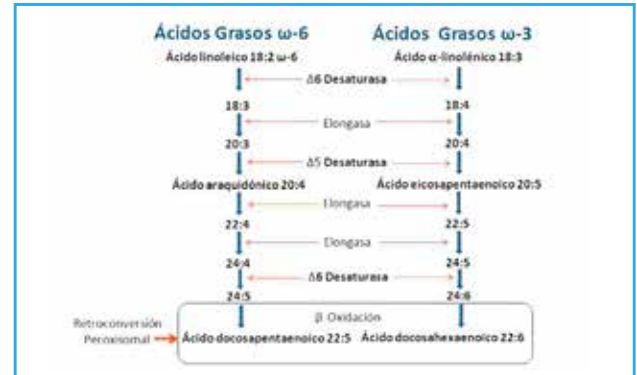 Ácidos Grasos ω-6 Ácidos Grasos ω-3
Ácido linoleico 18:2 ω-6 Ácido α-linolénico 18:3
Δ6 Desaturasa
18:3 18:4
Elongasa
20:3 20:4
Δ5 Desaturasa
Ácido araquidónico 20:4 Ácido eicosapentaenoico 20:5
Elongasa
22:4 22:5
Elongasa
24:4 24:5
Δ6 Desaturasa
24:5 24:6
β Oxidación
Retroconversión
Peroxisomal Ácido docosapentaenoico 22:5 Ácido docosahexaenoico 22:6